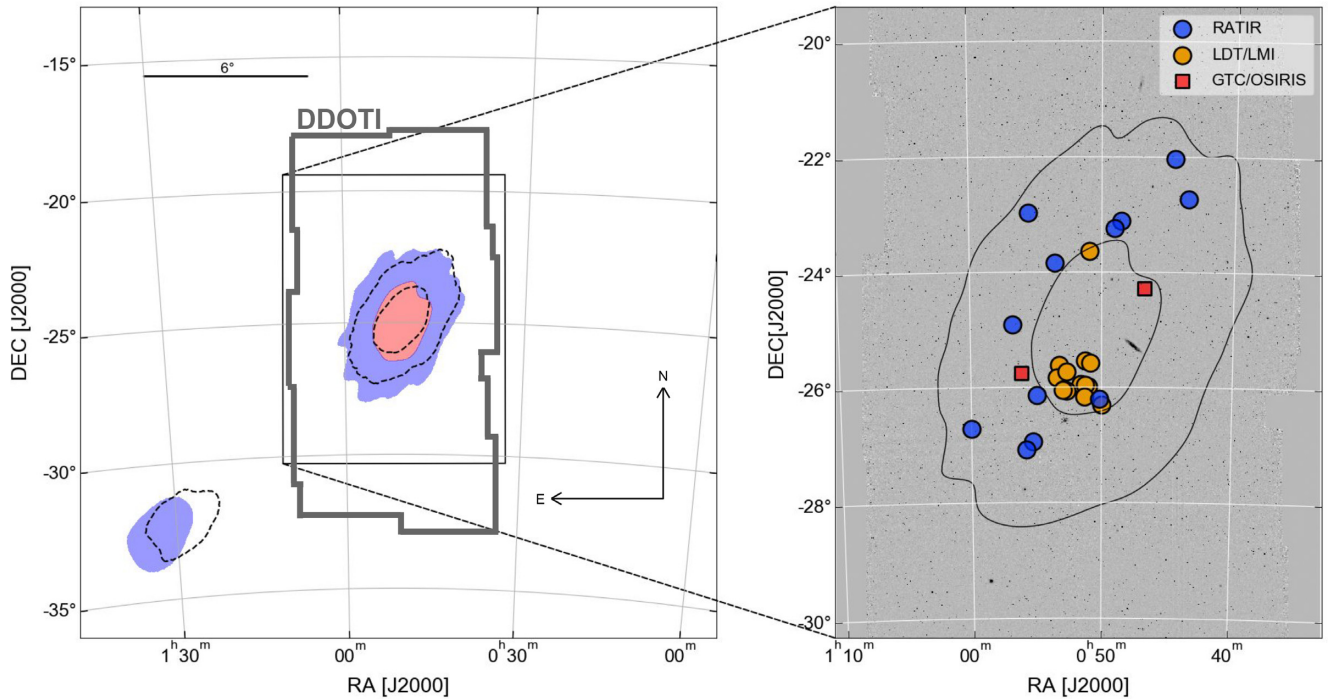 6°
DDOTI
N
E
-15°
-20°
-25°
-30°
-35°
DEC [J2000]
1ʰ30ᵐ
00ᵐ
0ʰ30ᵐ
00ᵐ
RA [J2000]
RATIR
LDT/LMI
GTC/OSIRIS
-20°
-22°
-24°
-26°
-28°
-30°
DEC[J2000]
1ʰ10ᵐ
00ᵐ
0ʰ50ᵐ
40ᵐ
RA [J2000]